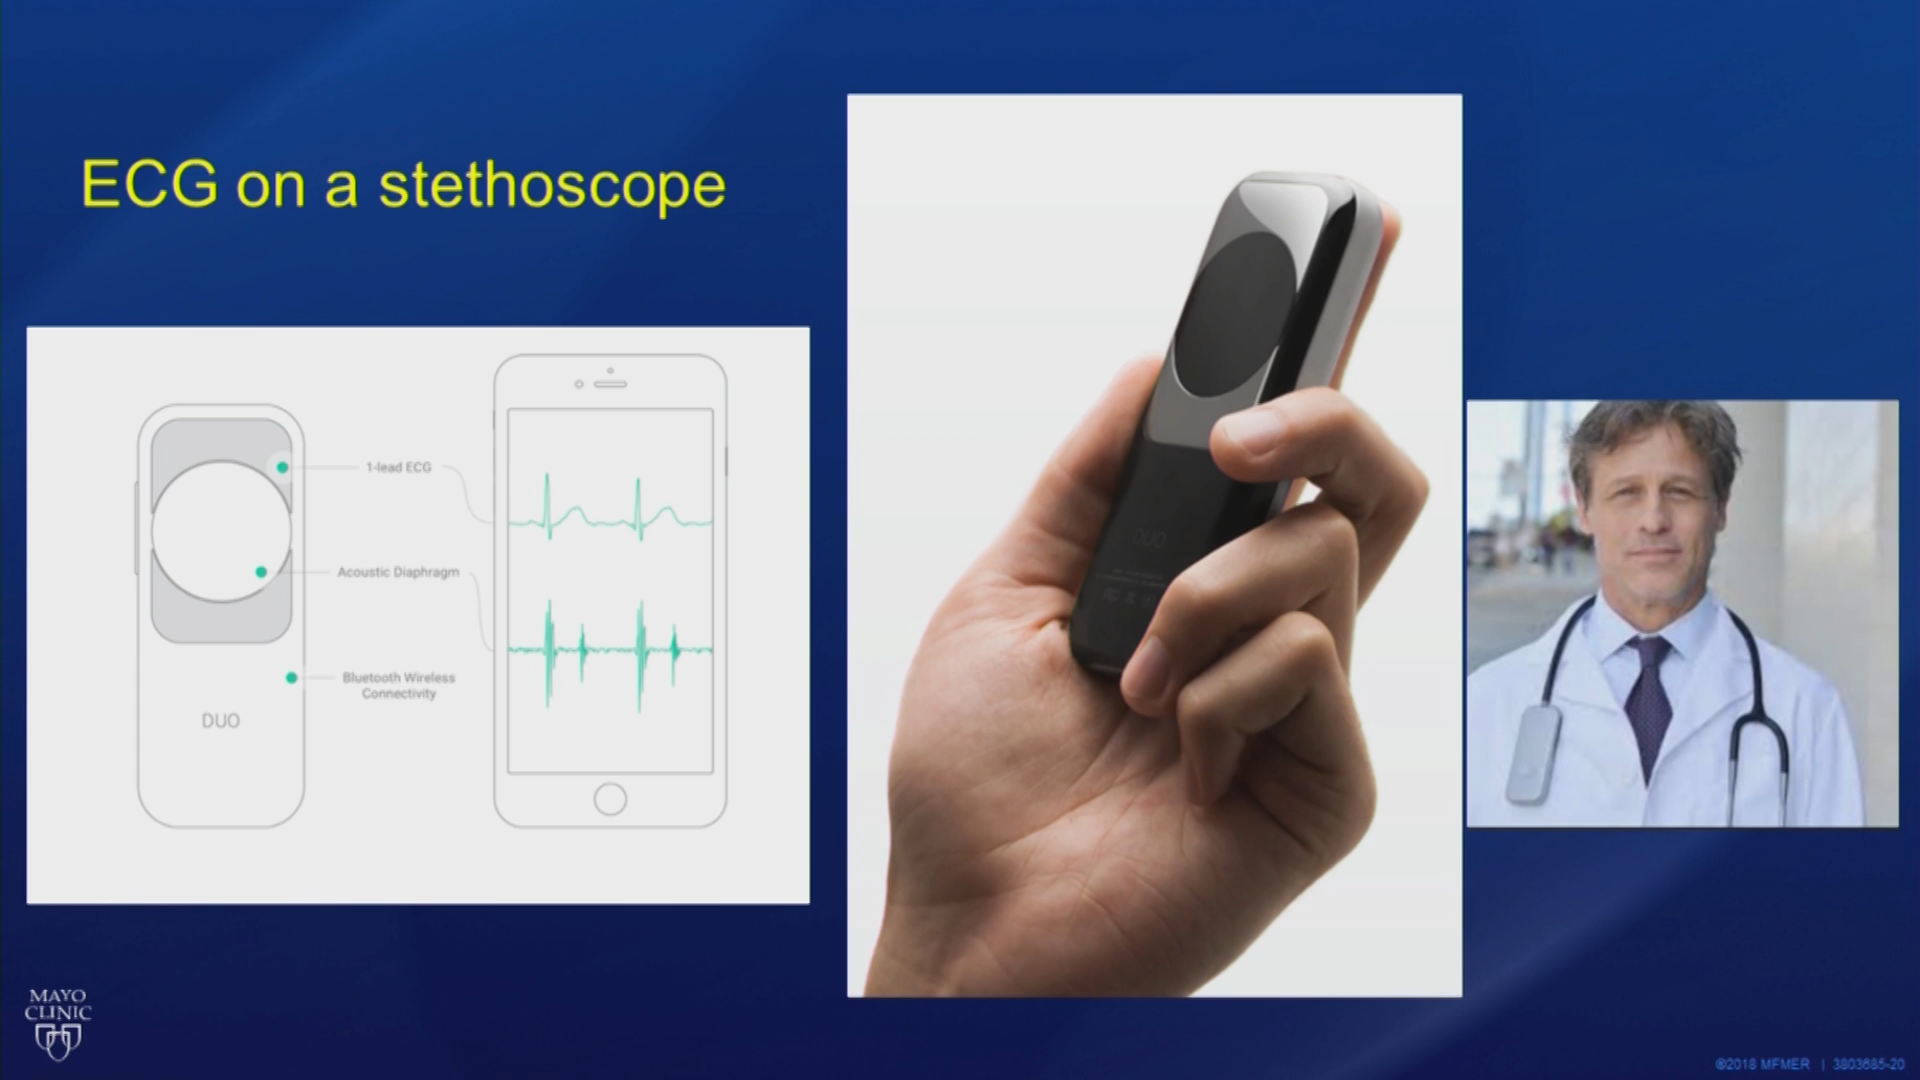 ECG on a stethoscope
1-lead ECG
Acoustic Diaphragm
Bluetooth Wireless
Connectivity
DUO
DUO
MAYO
CLINIC
©2018 MFMER | 3803685-20